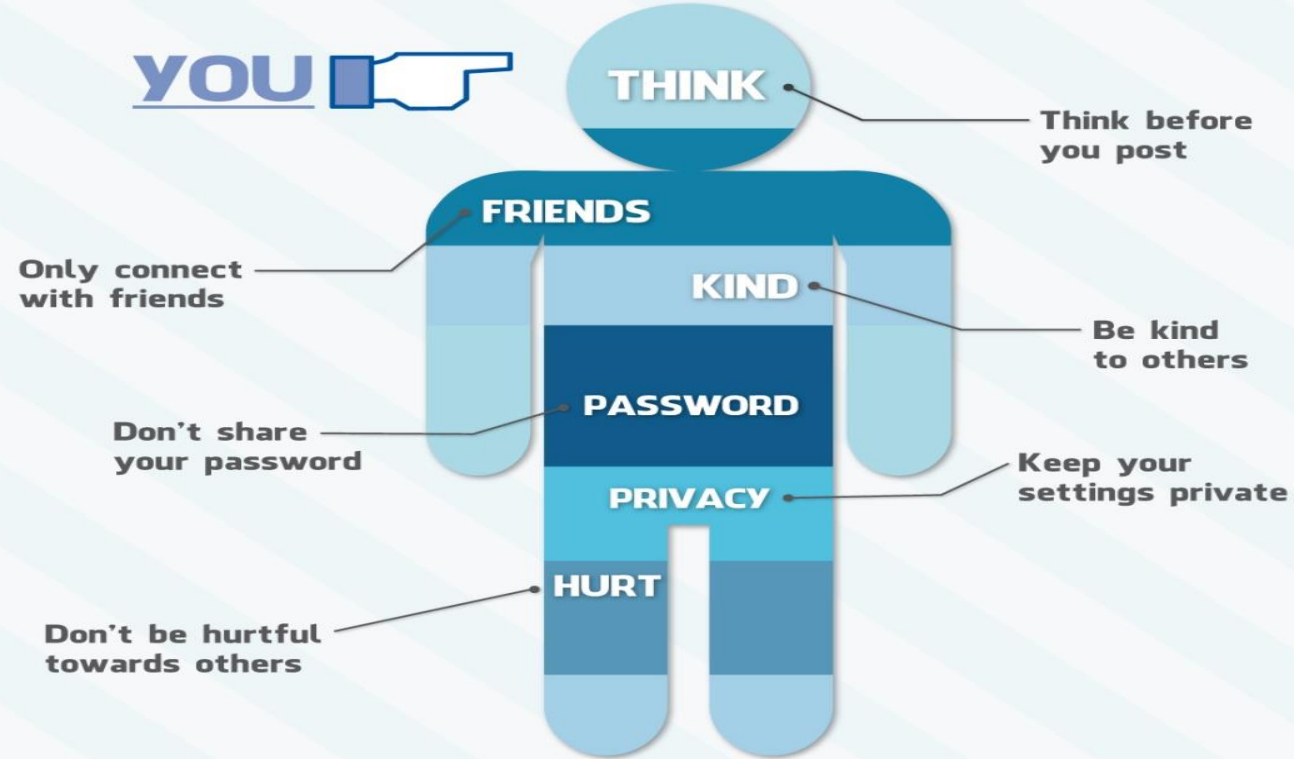 YOU
THINK
Think before
you post
FRIENDS
Only connect
with friends
KIND
Be kind
to others
PASSWORD
Don't share
your password
PRIVACY
Keep your
settings private
HURT
Don't be hurtful
towards others